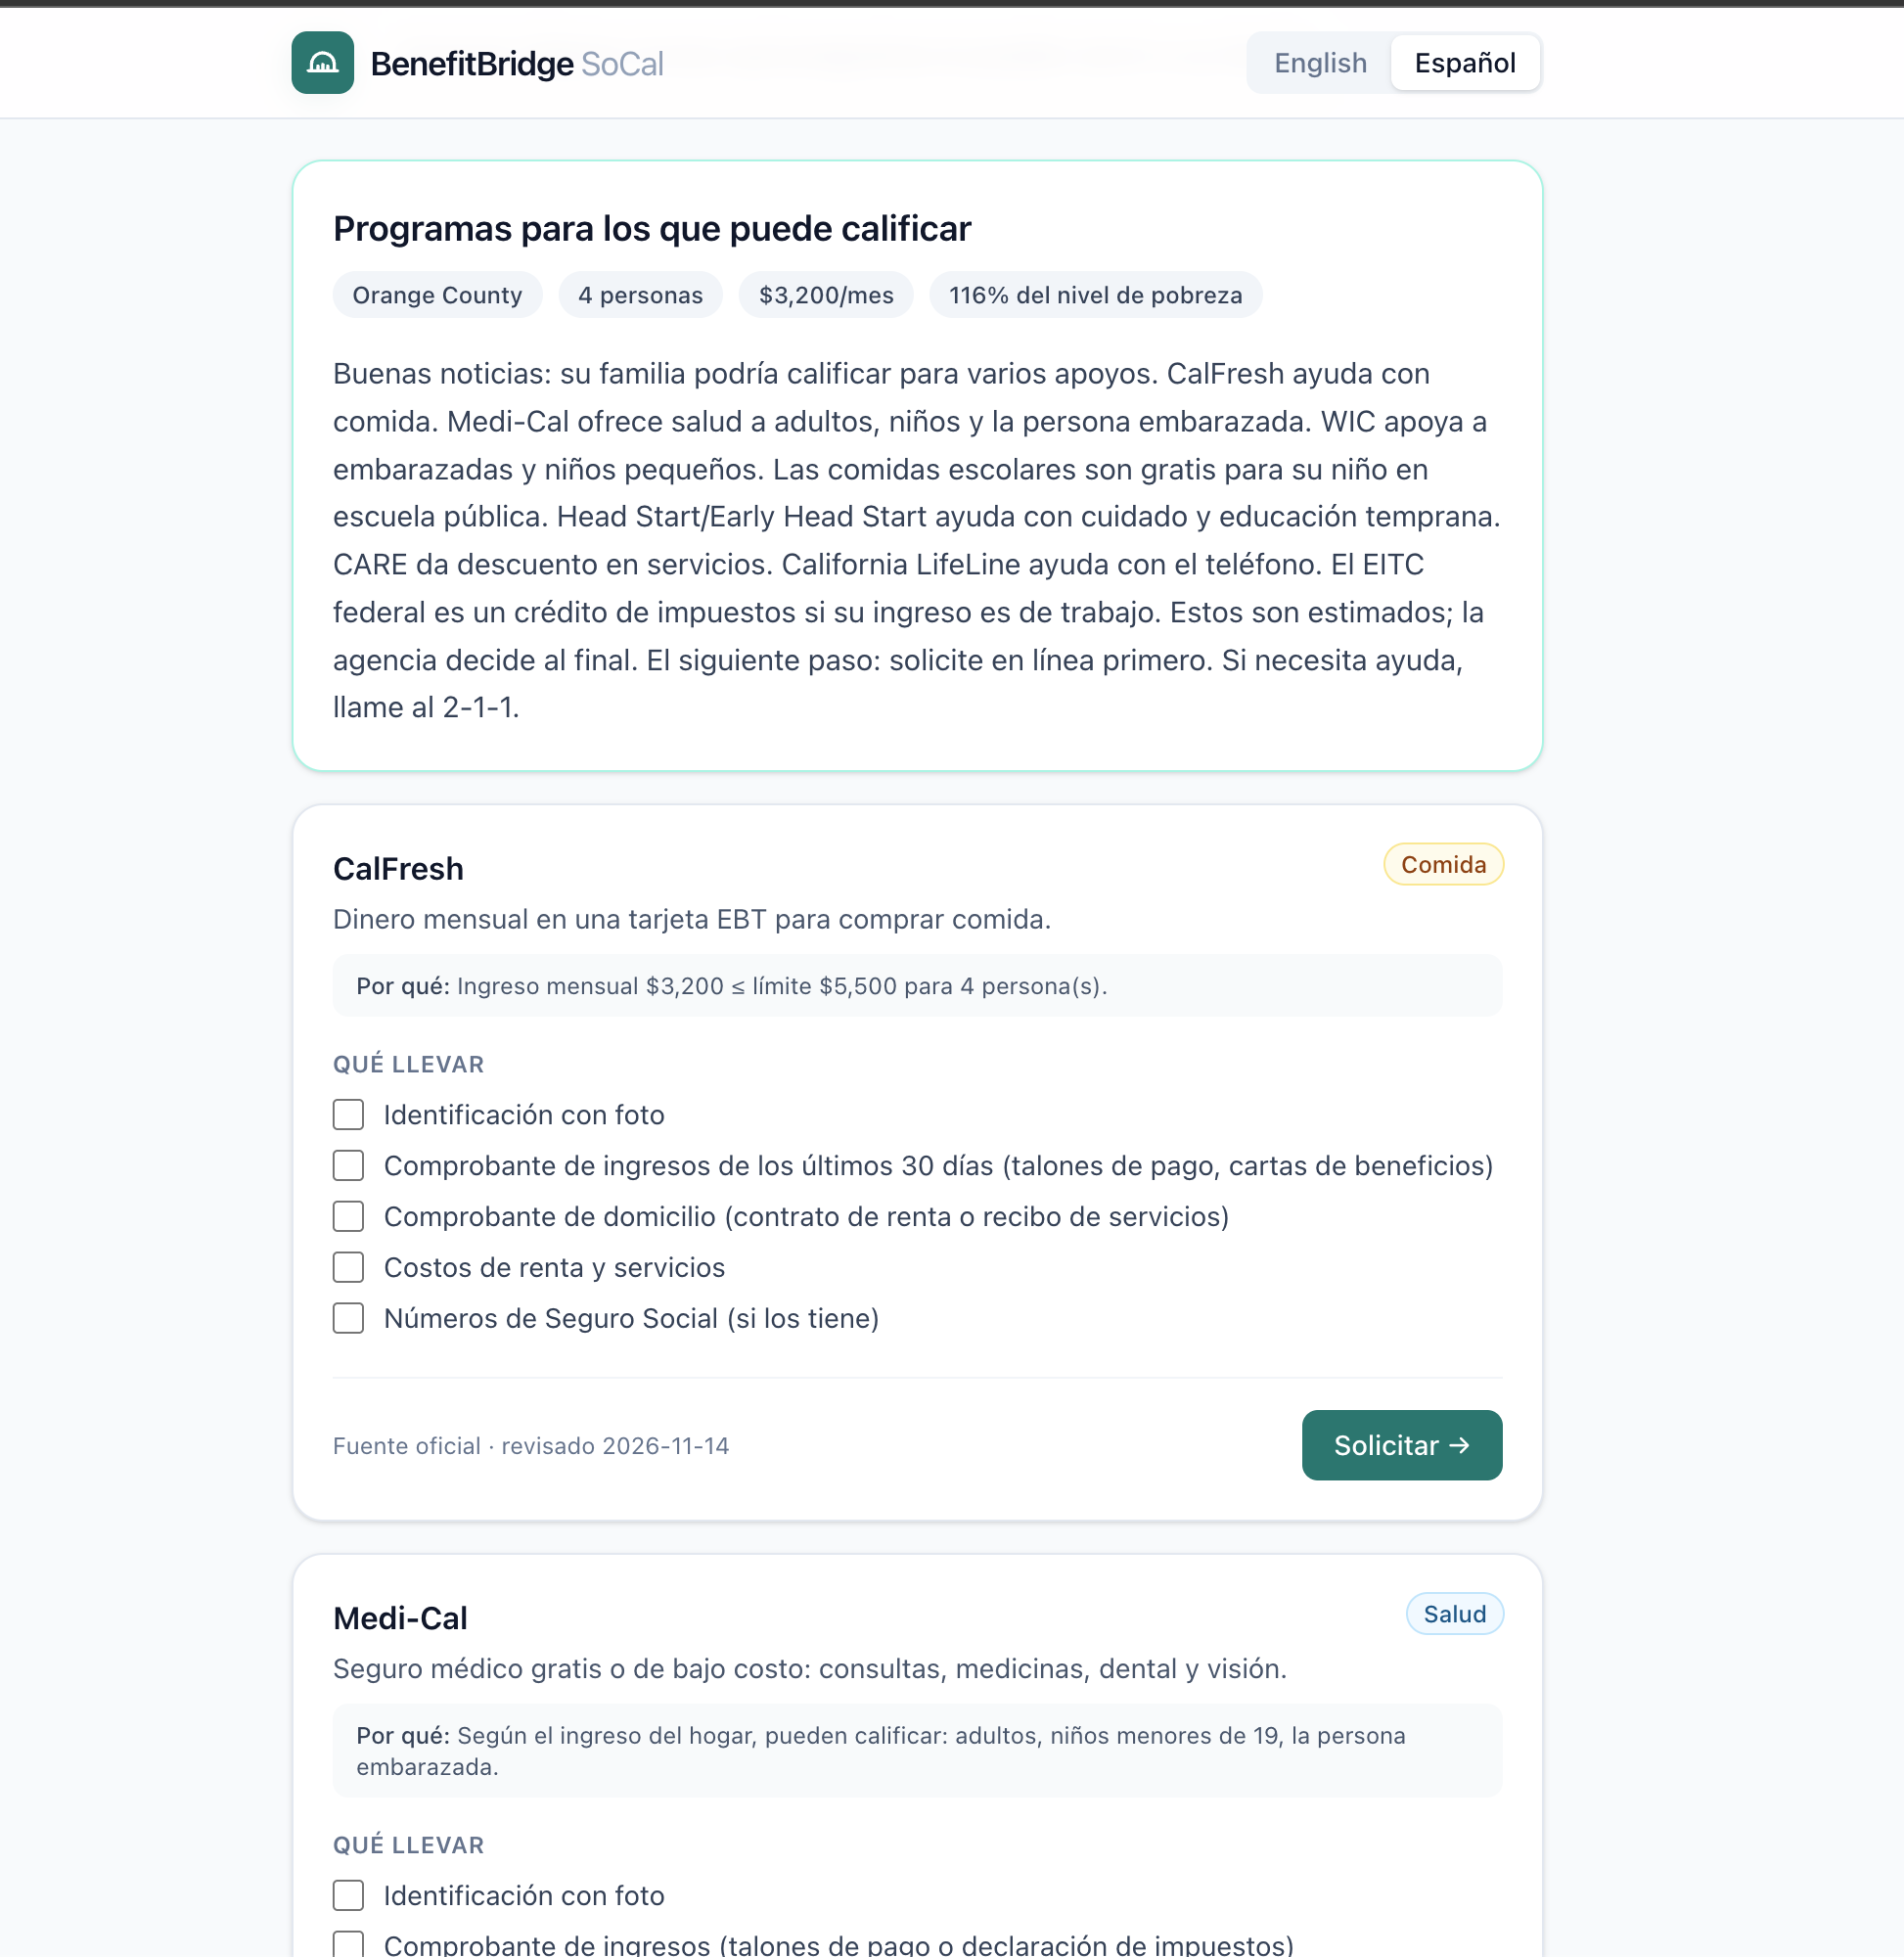 BenefitBridge SoCal
English
Español
Programas para los que puede calificar
Orange County
4 personas
$3,200/mes
116% del nivel de pobreza
Buenas noticias: su familia podría calificar para varios apoyos. CalFresh ayuda con
comida. Medi-Cal ofrece salud a adultos, niños y la persona embarazada. WIC apoya a
embarazadas y niños pequeños. Las comidas escolares son gratis para su niño en
escuela pública. Head Start/Early Head Start ayuda con cuidado y educación temprana.
CARE da descuento en servicios. California LifeLine ayuda con el teléfono. El EITC
federal es un crédito de impuestos si su ingreso es de trabajo. Estos son estimados; la
agencia decide al final. El siguiente paso: solicite en línea primero. Si necesita ayuda,
llame al 2-1-1.
CalFresh
Comida
Dinero mensual en una tarjeta EBT para comprar comida.
Por qué: Ingreso mensual $3,200 ≤ límite $5,500 para 4 persona(s).
QUÉ LLEVAR
Identificación con foto
Comprobante de ingresos de los últimos 30 días (talones de pago, cartas de beneficios)
Comprobante de domicilio (contrato de renta o recibo de servicios)
Costos de renta y servicios
Números de Seguro Social (si los tiene)
Fuente oficial · revisado 2026-11-14
Solicitar →
Medi-Cal
Salud
Seguro médico gratis o de bajo costo: consultas, medicinas, dental y visión.
Por qué: Según el ingreso del hogar, pueden calificar: adultos, niños menores de 19, la persona
embarazada.
QUÉ LLEVAR
Identificación con foto
Comprobante de ingresos (talones de pago o declaración de impuestos)